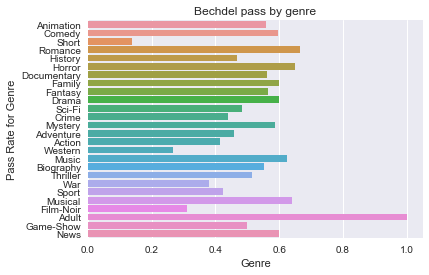 Bechdel pass by genre
Pass Rate for Genre
Animation
Comedy
Short
Romance
History
Horror
Documentary
Family
Fantasy
Drama
Sci-Fi
Crime
Mystery
Adventure
Action
Western
Music
Biography
Thriller
War
Sport
Musical
Film-Noir
Adult
Game-Show
News
0.0 0.2 0.4 0.6 0.8 1.0
Genre